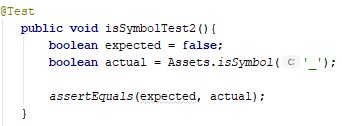 @Test
public void isSymbolTest2(){
boolean expected = false;
boolean actual = Assets.isSymbol( c: '_');
assertEquals(expected, actual);
}